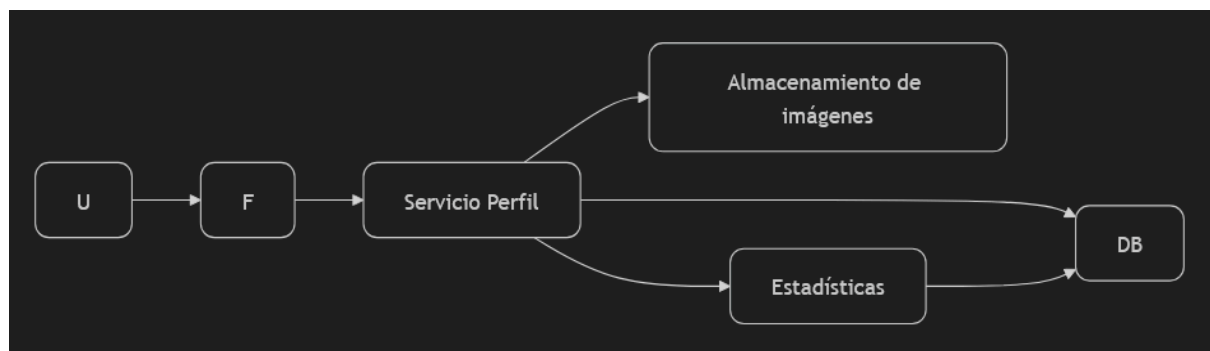 U
F
Servicio Perfil
Almacenamiento de
imágenes
Estadísticas
DB